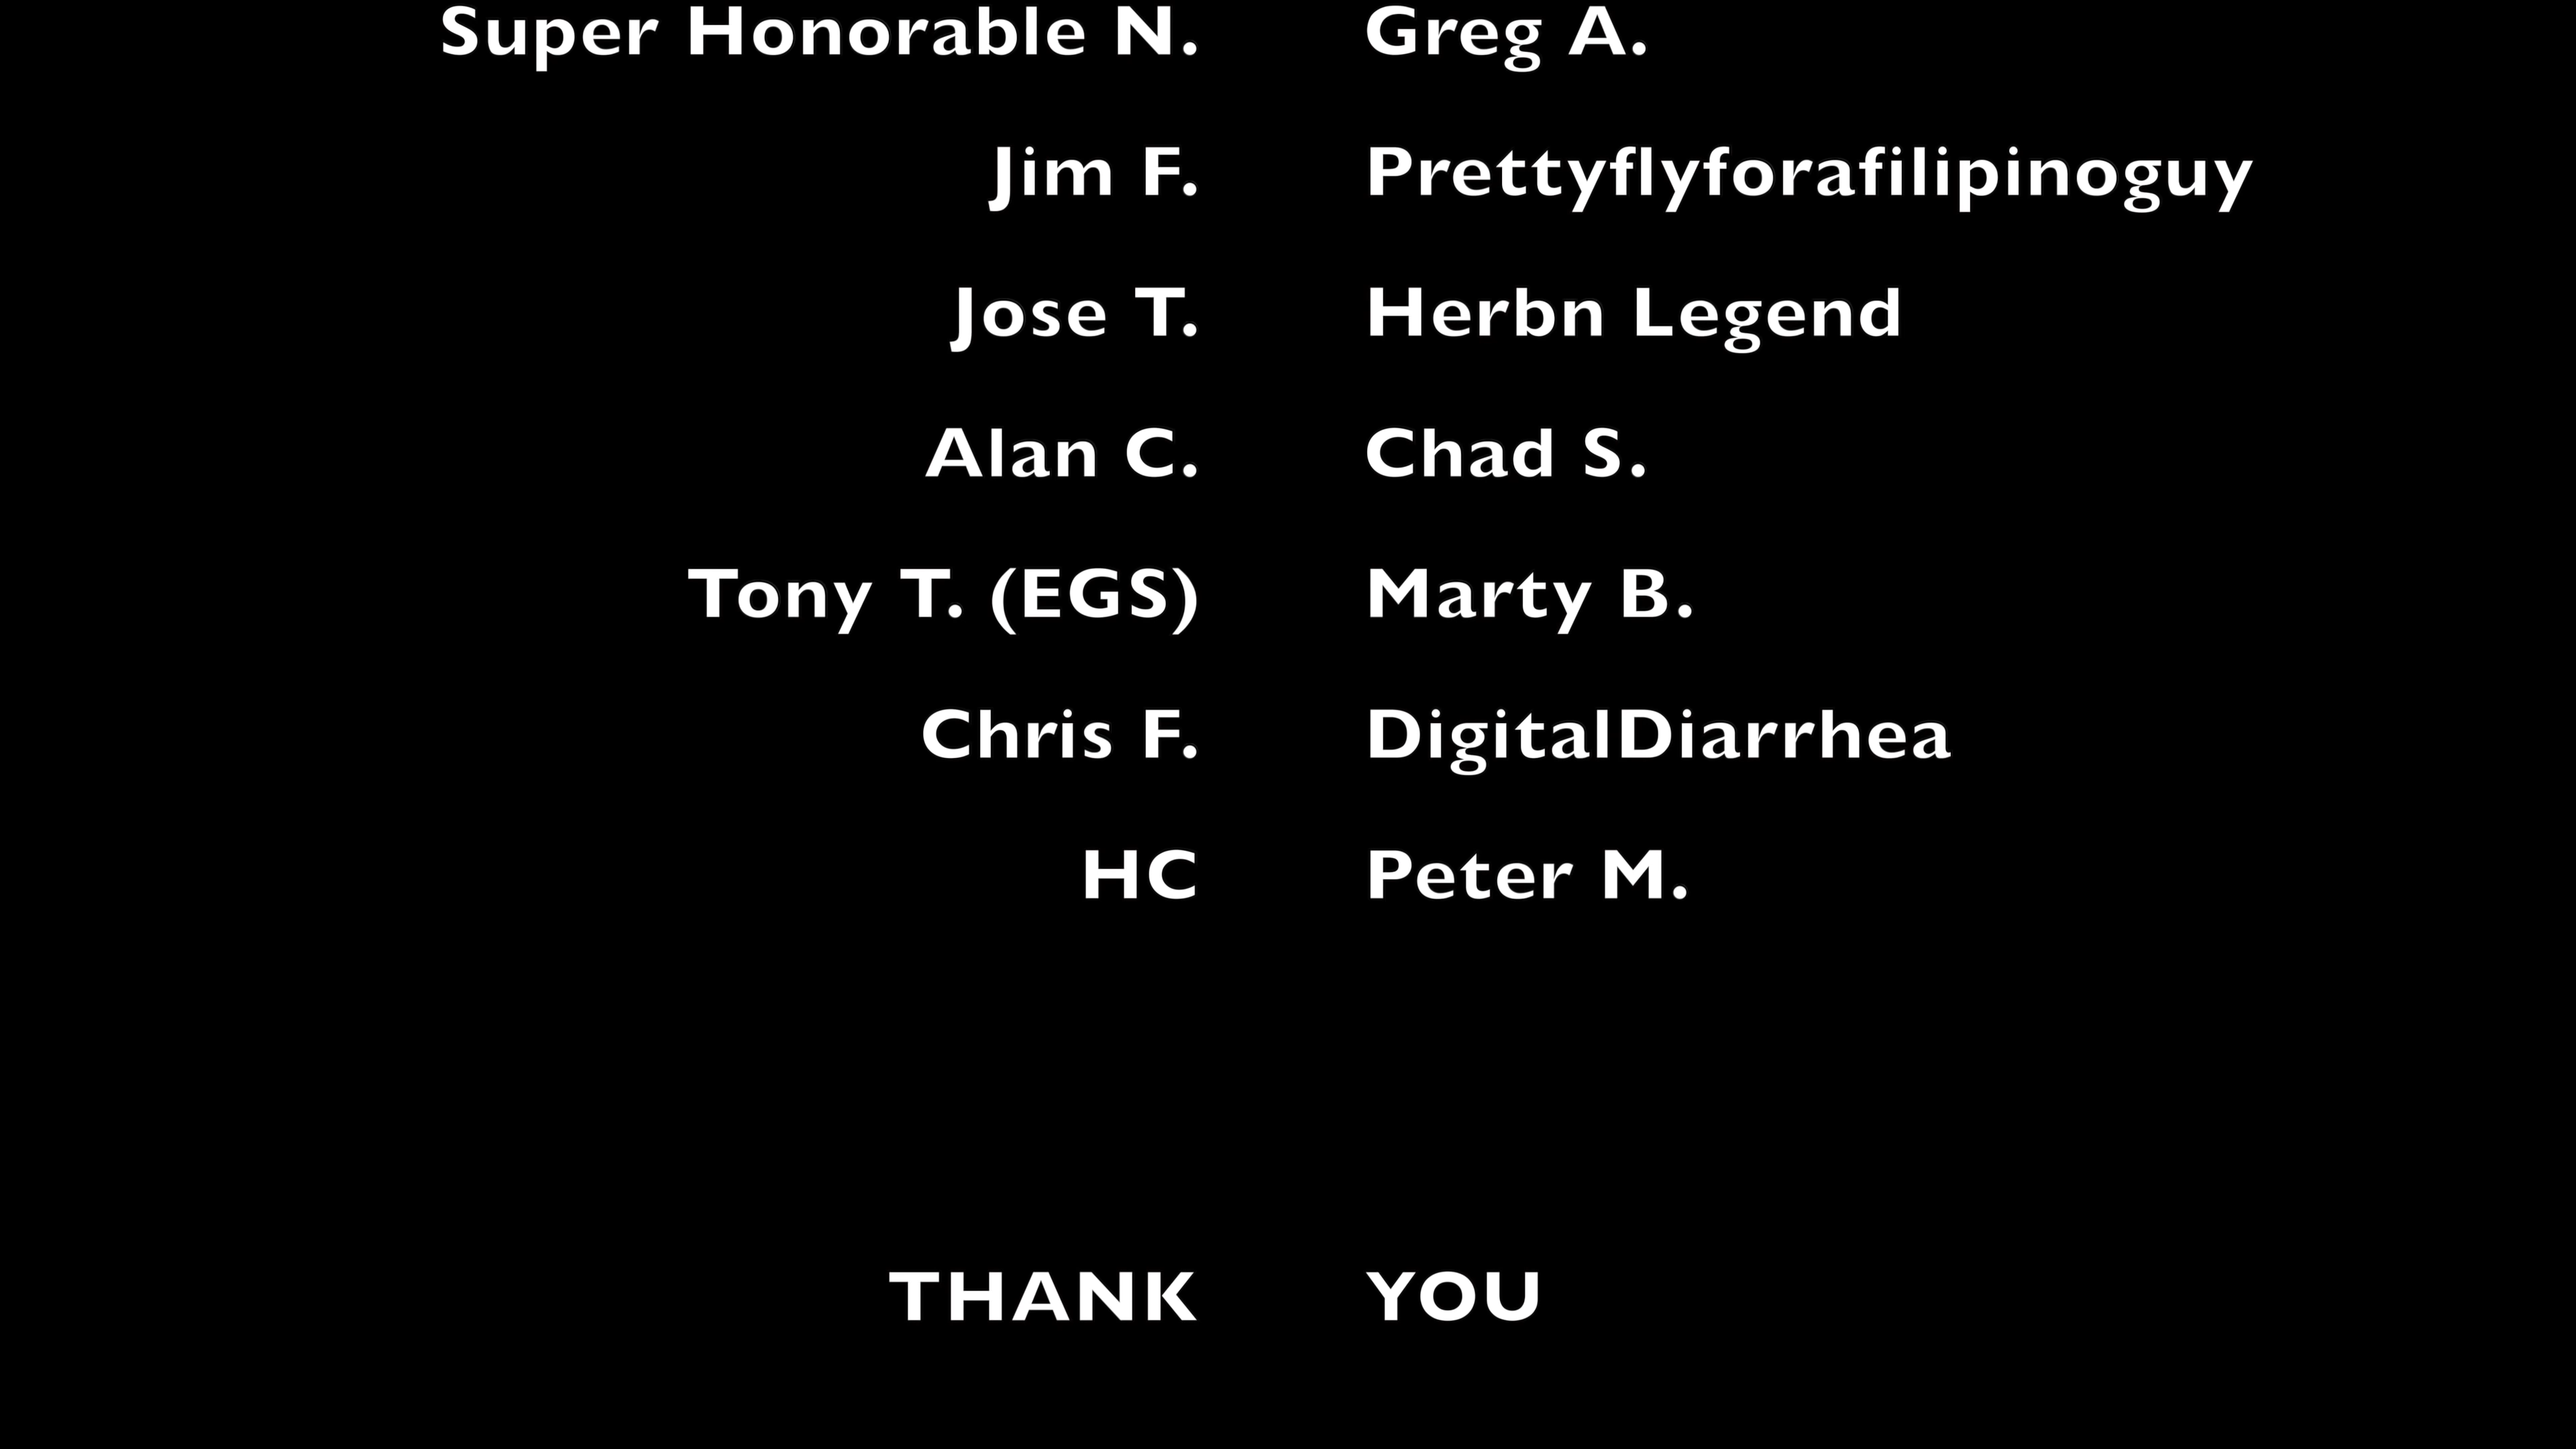 Super Honorable N. Greg A.
Jim F. Prettyflyforafilipinoguy
Jose T. Herbn Legend
Alan C. Chad S.
Tony T. (EGS) Marty B.
Chris F. DigitalDiarrhea
HC Peter M.
THANK YOU